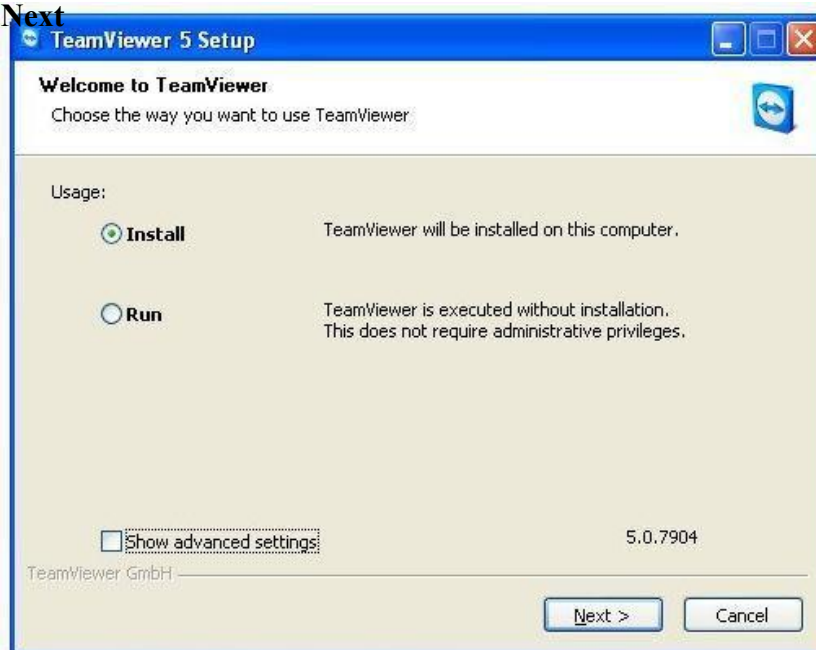 Next
TeamViewer 5 Setup
Welcome to TeamViewer
Choose the way you want to use TeamViewer
Usage:
Install
TeamViewer will be installed on this computer.
Run
TeamViewer is executed without installation.
This does not require administrative privileges.
Show advanced settings
5.0.7904
TeamViewer GmbH
Next >
Cancel